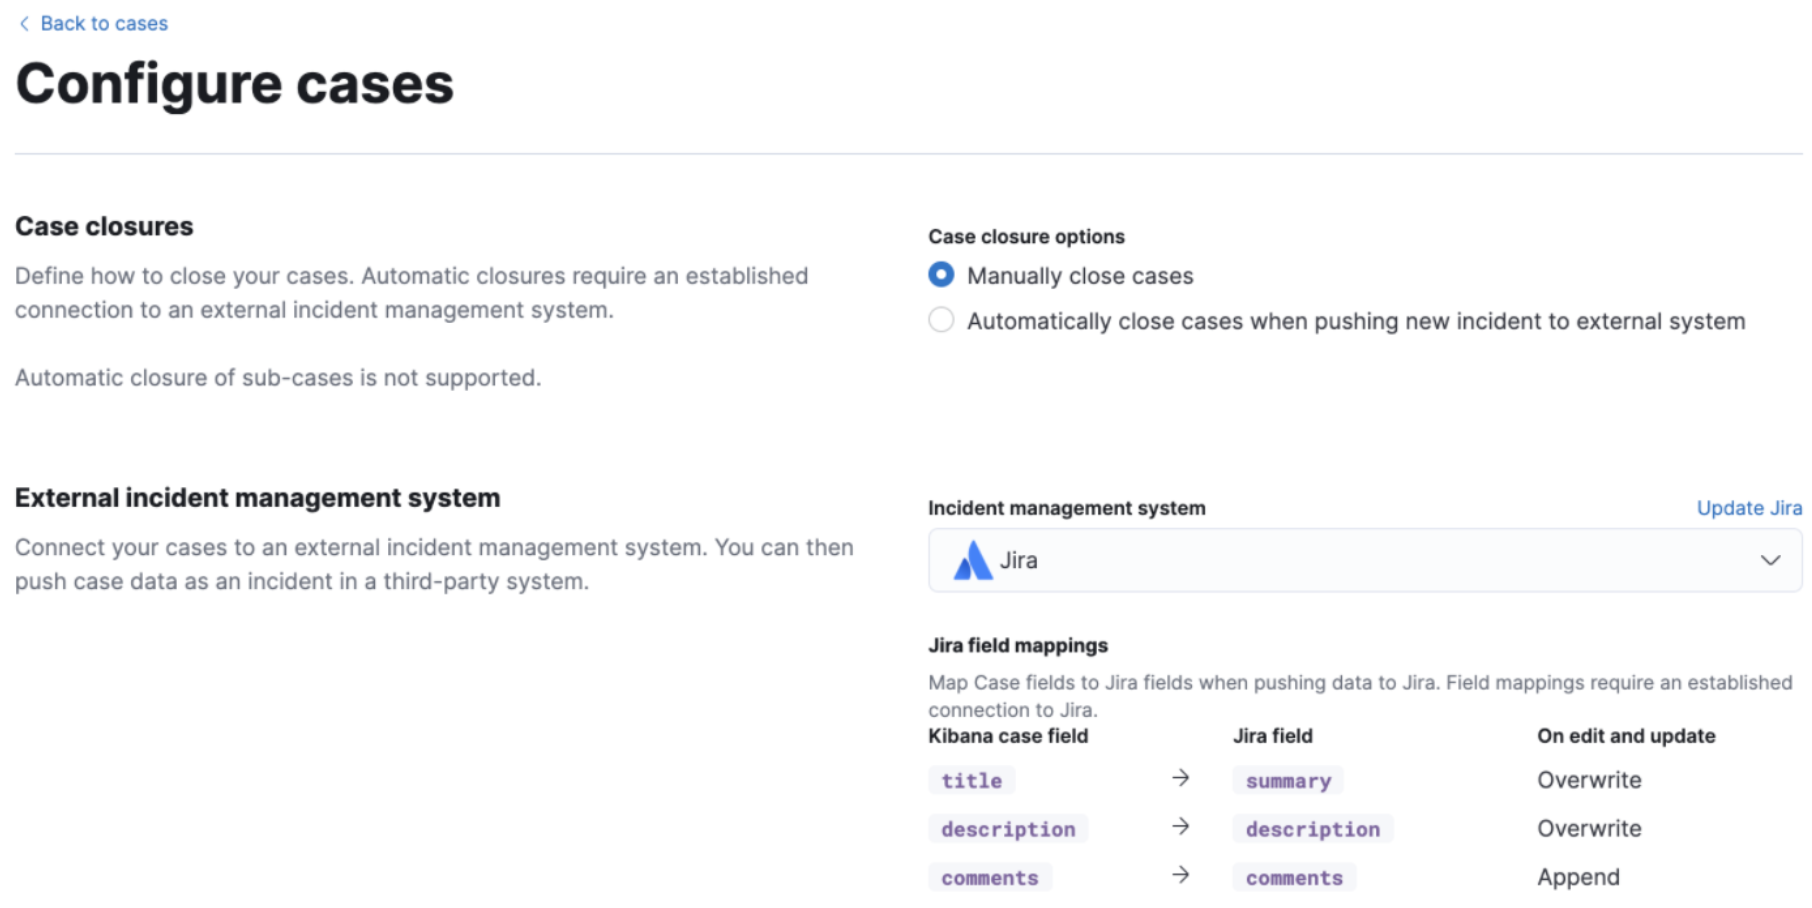 Back to cases
Configure cases
Case closures
Define how to close your cases. Automatic closures require an established
connection to an external incident management system.
Automatic closure of sub-cases is not supported.
Case closure options
Manually close cases
Automatically close cases when pushing new incident to external system
External incident management system
Connect your cases to an external incident management system. You can then
push case data as an incident in a third-party system.
Incident management system
Update Jira
Jira
Jira field mappings
Map Case fields to Jira fields when pushing data to Jira. Field mappings require an established
connection to Jira.
Kibana case field Jira field On edit and update
title → summary Overwrite
description → description Overwrite
comments → comments Append